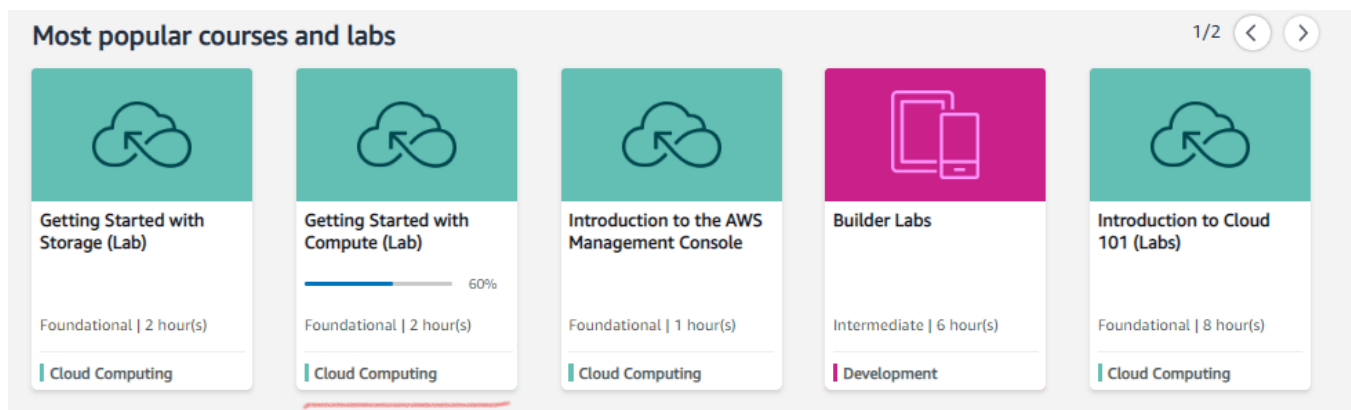 Most popular courses and labs
1/2
Getting Started with
Storage (Lab)
Foundational | 2 hour(s)
Cloud Computing
Getting Started with
Compute (Lab)
60%
Foundational | 2 hour(s)
Cloud Computing
Introduction to the AWS
Management Console
Foundational | 1 hour(s)
Cloud Computing
Builder Labs
Intermediate | 6 hour(s)
Development
Introduction to Cloud
101 (Labs)
Foundational | 8 hour(s)
Cloud Computing